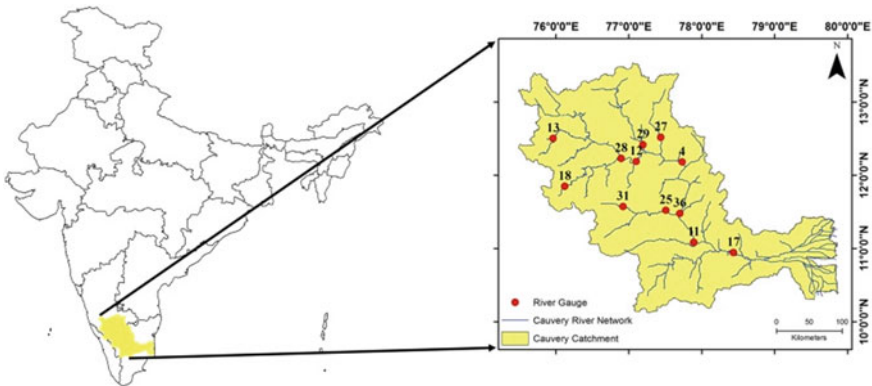 76°0'0"E 77°0'0"E 78°0'0"E 79°0'0"E 80°0'0"E
N
13°0'0"N
12°0'0"N
11°0'0"N
10°0'0"N
13
29
27
28
12
4
18
31
25
36
11
17
River Gauge
Cauvery River Network
Cauvery Catchment
0 50 100
Kilometers